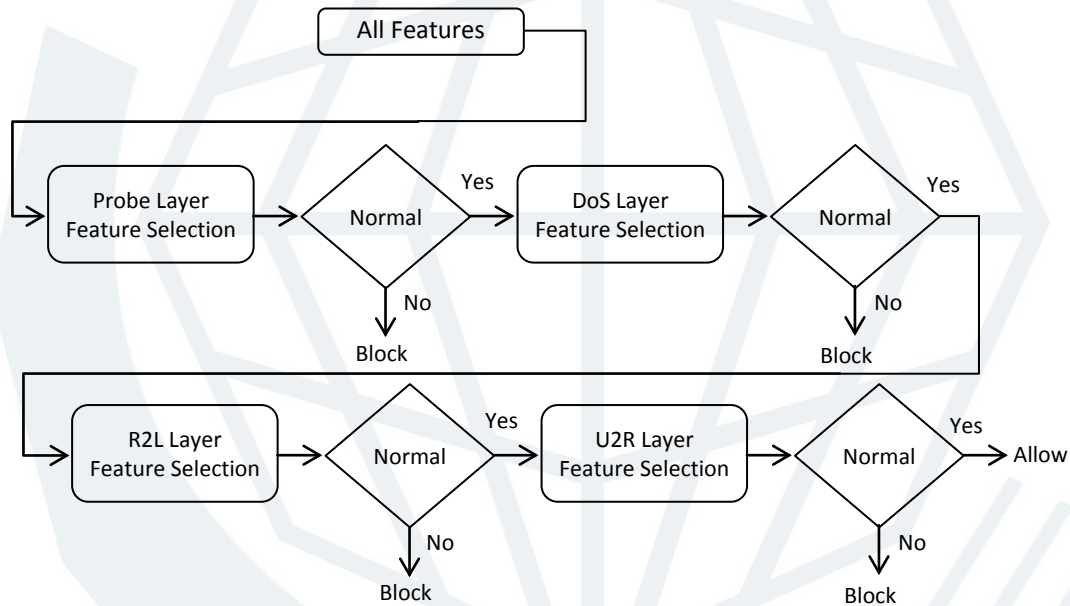 All Features
Probe Layer
Feature Selection
Normal
Yes
No
Block
DoS Layer
Feature Selection
Normal
Yes
No
Block
R2L Layer
Feature Selection
Normal
Yes
No
Block
U2R Layer
Feature Selection
Normal
Yes
Allow
No
Block